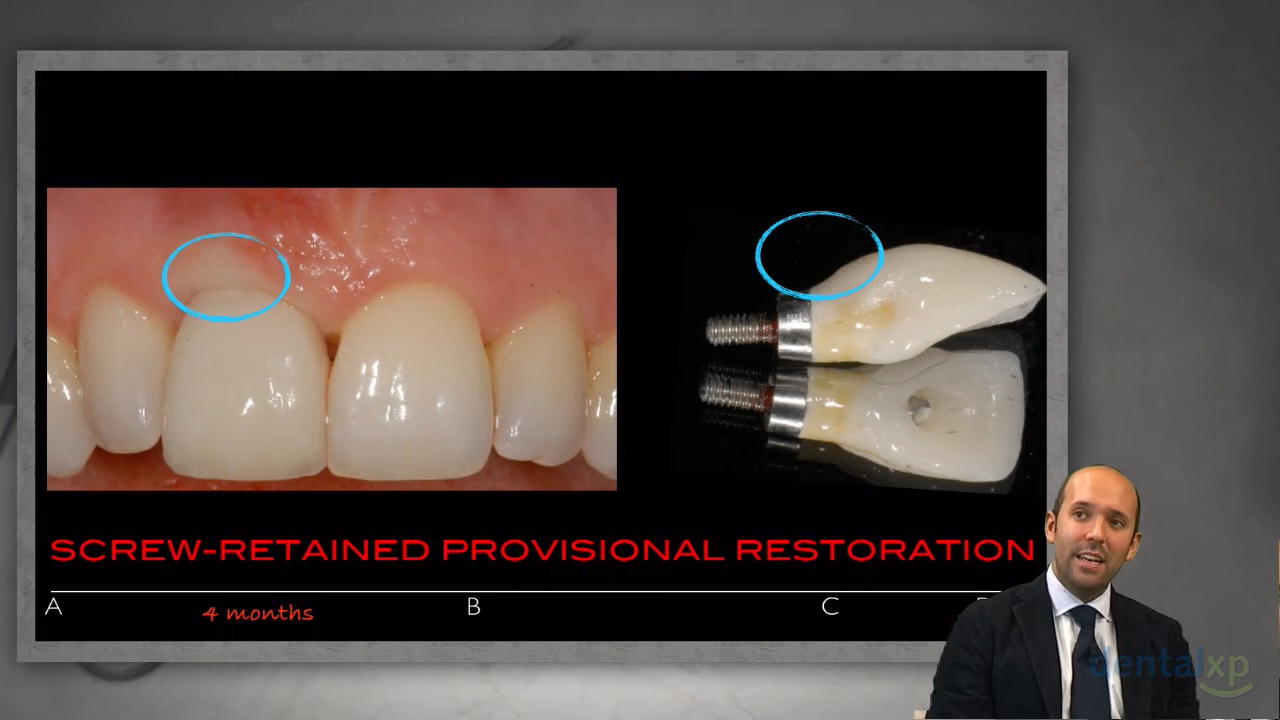 SCREW-RETAINED PROVISIONAL RESTORATION
A B C
4 months
dentalxp